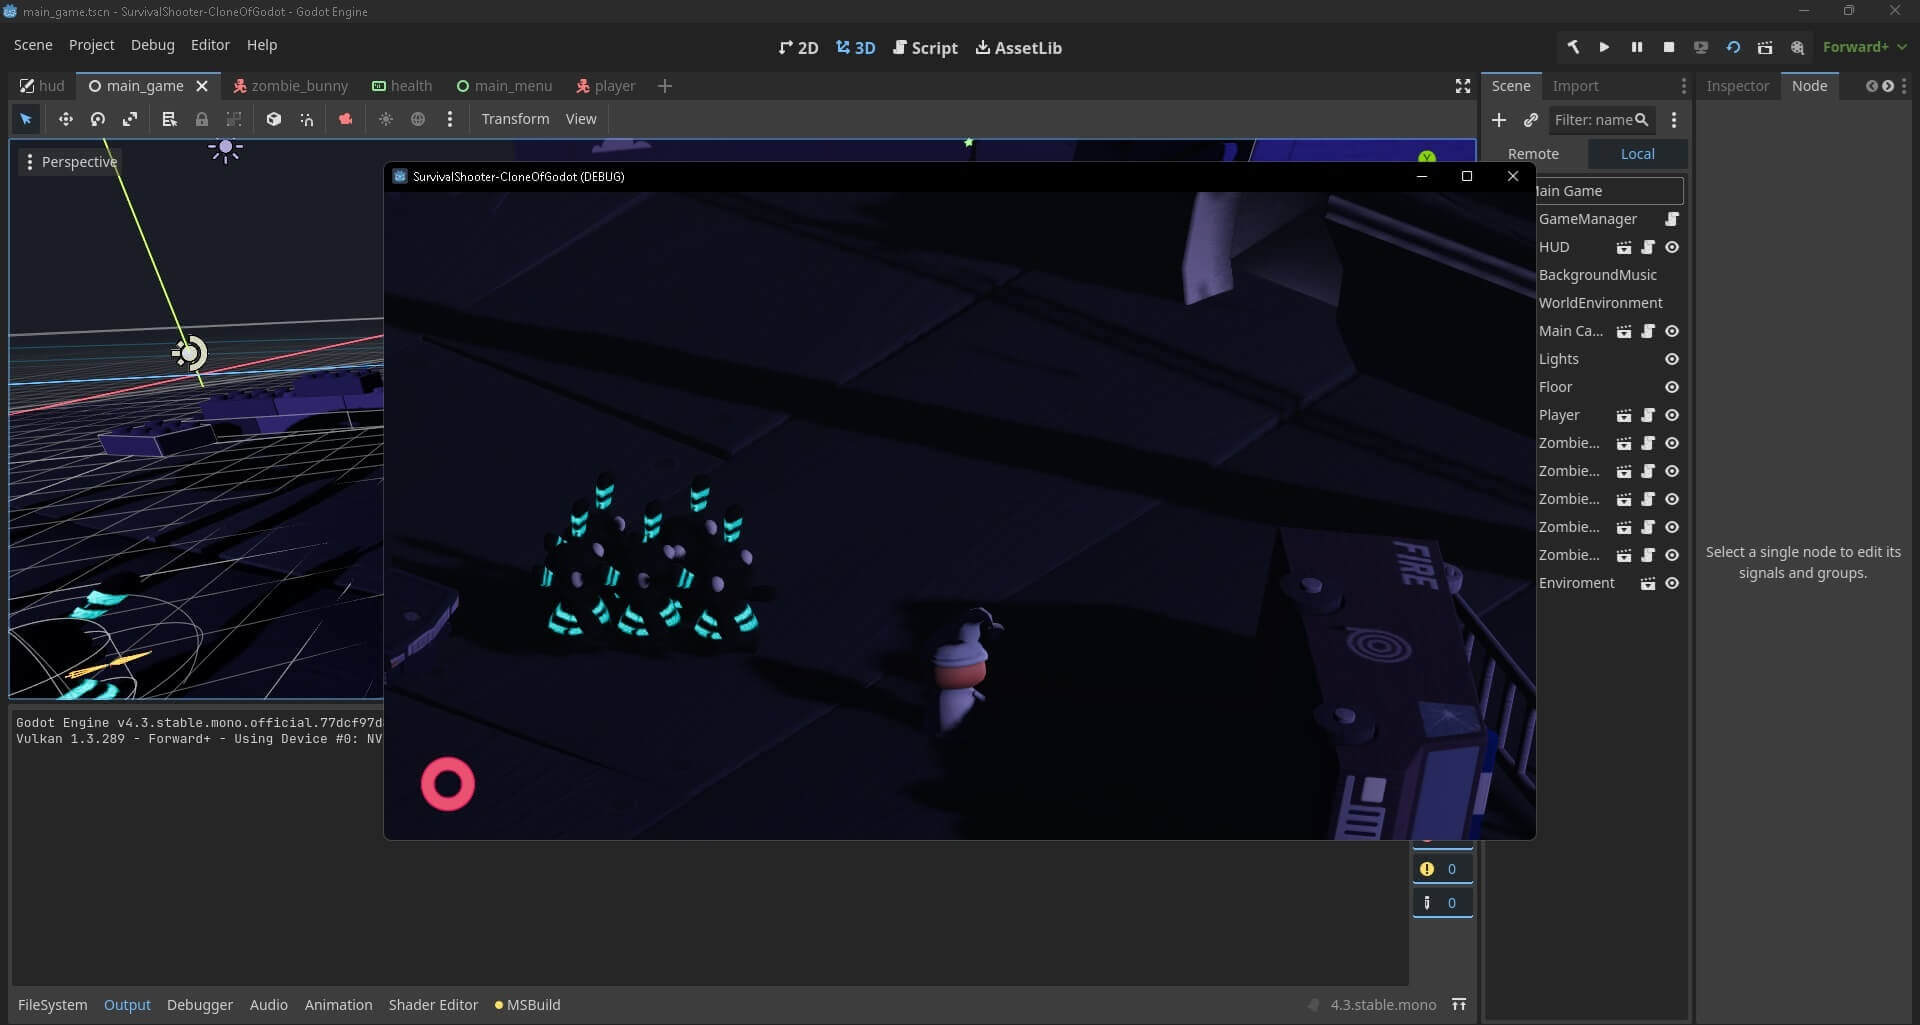 main_game.tscn - SurvivalShooter-CloneOfGodot - Godot Engine
Scene Project Debug Editor Help
2D 3D Script AssetLib
Forward+
hud main_game zombie_bunny health main_menu player
Scene Import
Inspector Node
Transform View
Filter: name
Perspective
Remote Local
Y
SurvivalShooter-CloneOfGodot (DEBUG)
Main Game
GameManager
HUD
BackgroundMusic
WorldEnvironment
Main Ca...
Lights
Floor
Player
Zombie...
Zombie...
Zombie...
Zombie...
Zombie...
Enviroment
FIRE
Select a single node to edit its
signals and groups.
Godot Engine v4.3.stable.mono.official.77dcf97d
Vulkan 1.3.289 - Forward+ - Using Device #0: NV
0
0
FileSystem Output Debugger Audio Animation Shader Editor MSBuild
4.3.stable.mono